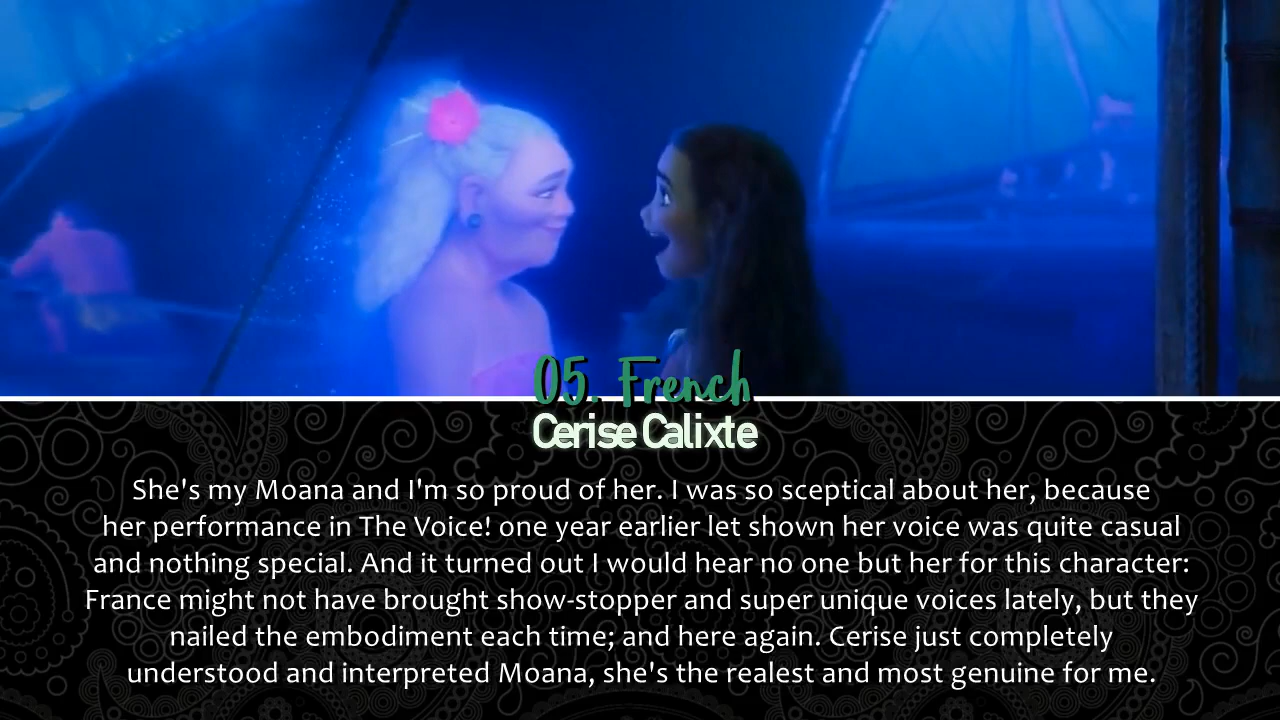 05. French
Cerise Calixte
She's my Moana and I'm so proud of her. I was so sceptical about her, because
her performance in The Voice! one year earlier let shown her voice was quite casual
and nothing special. And it turned out I would hear no one but her for this character:
France might not have brought show-stopper and super unique voices lately, but they
nailed the embodiment each time; and here again. Cerise just completely
understood and interpreted Moana, she's the realest and most genuine for me.